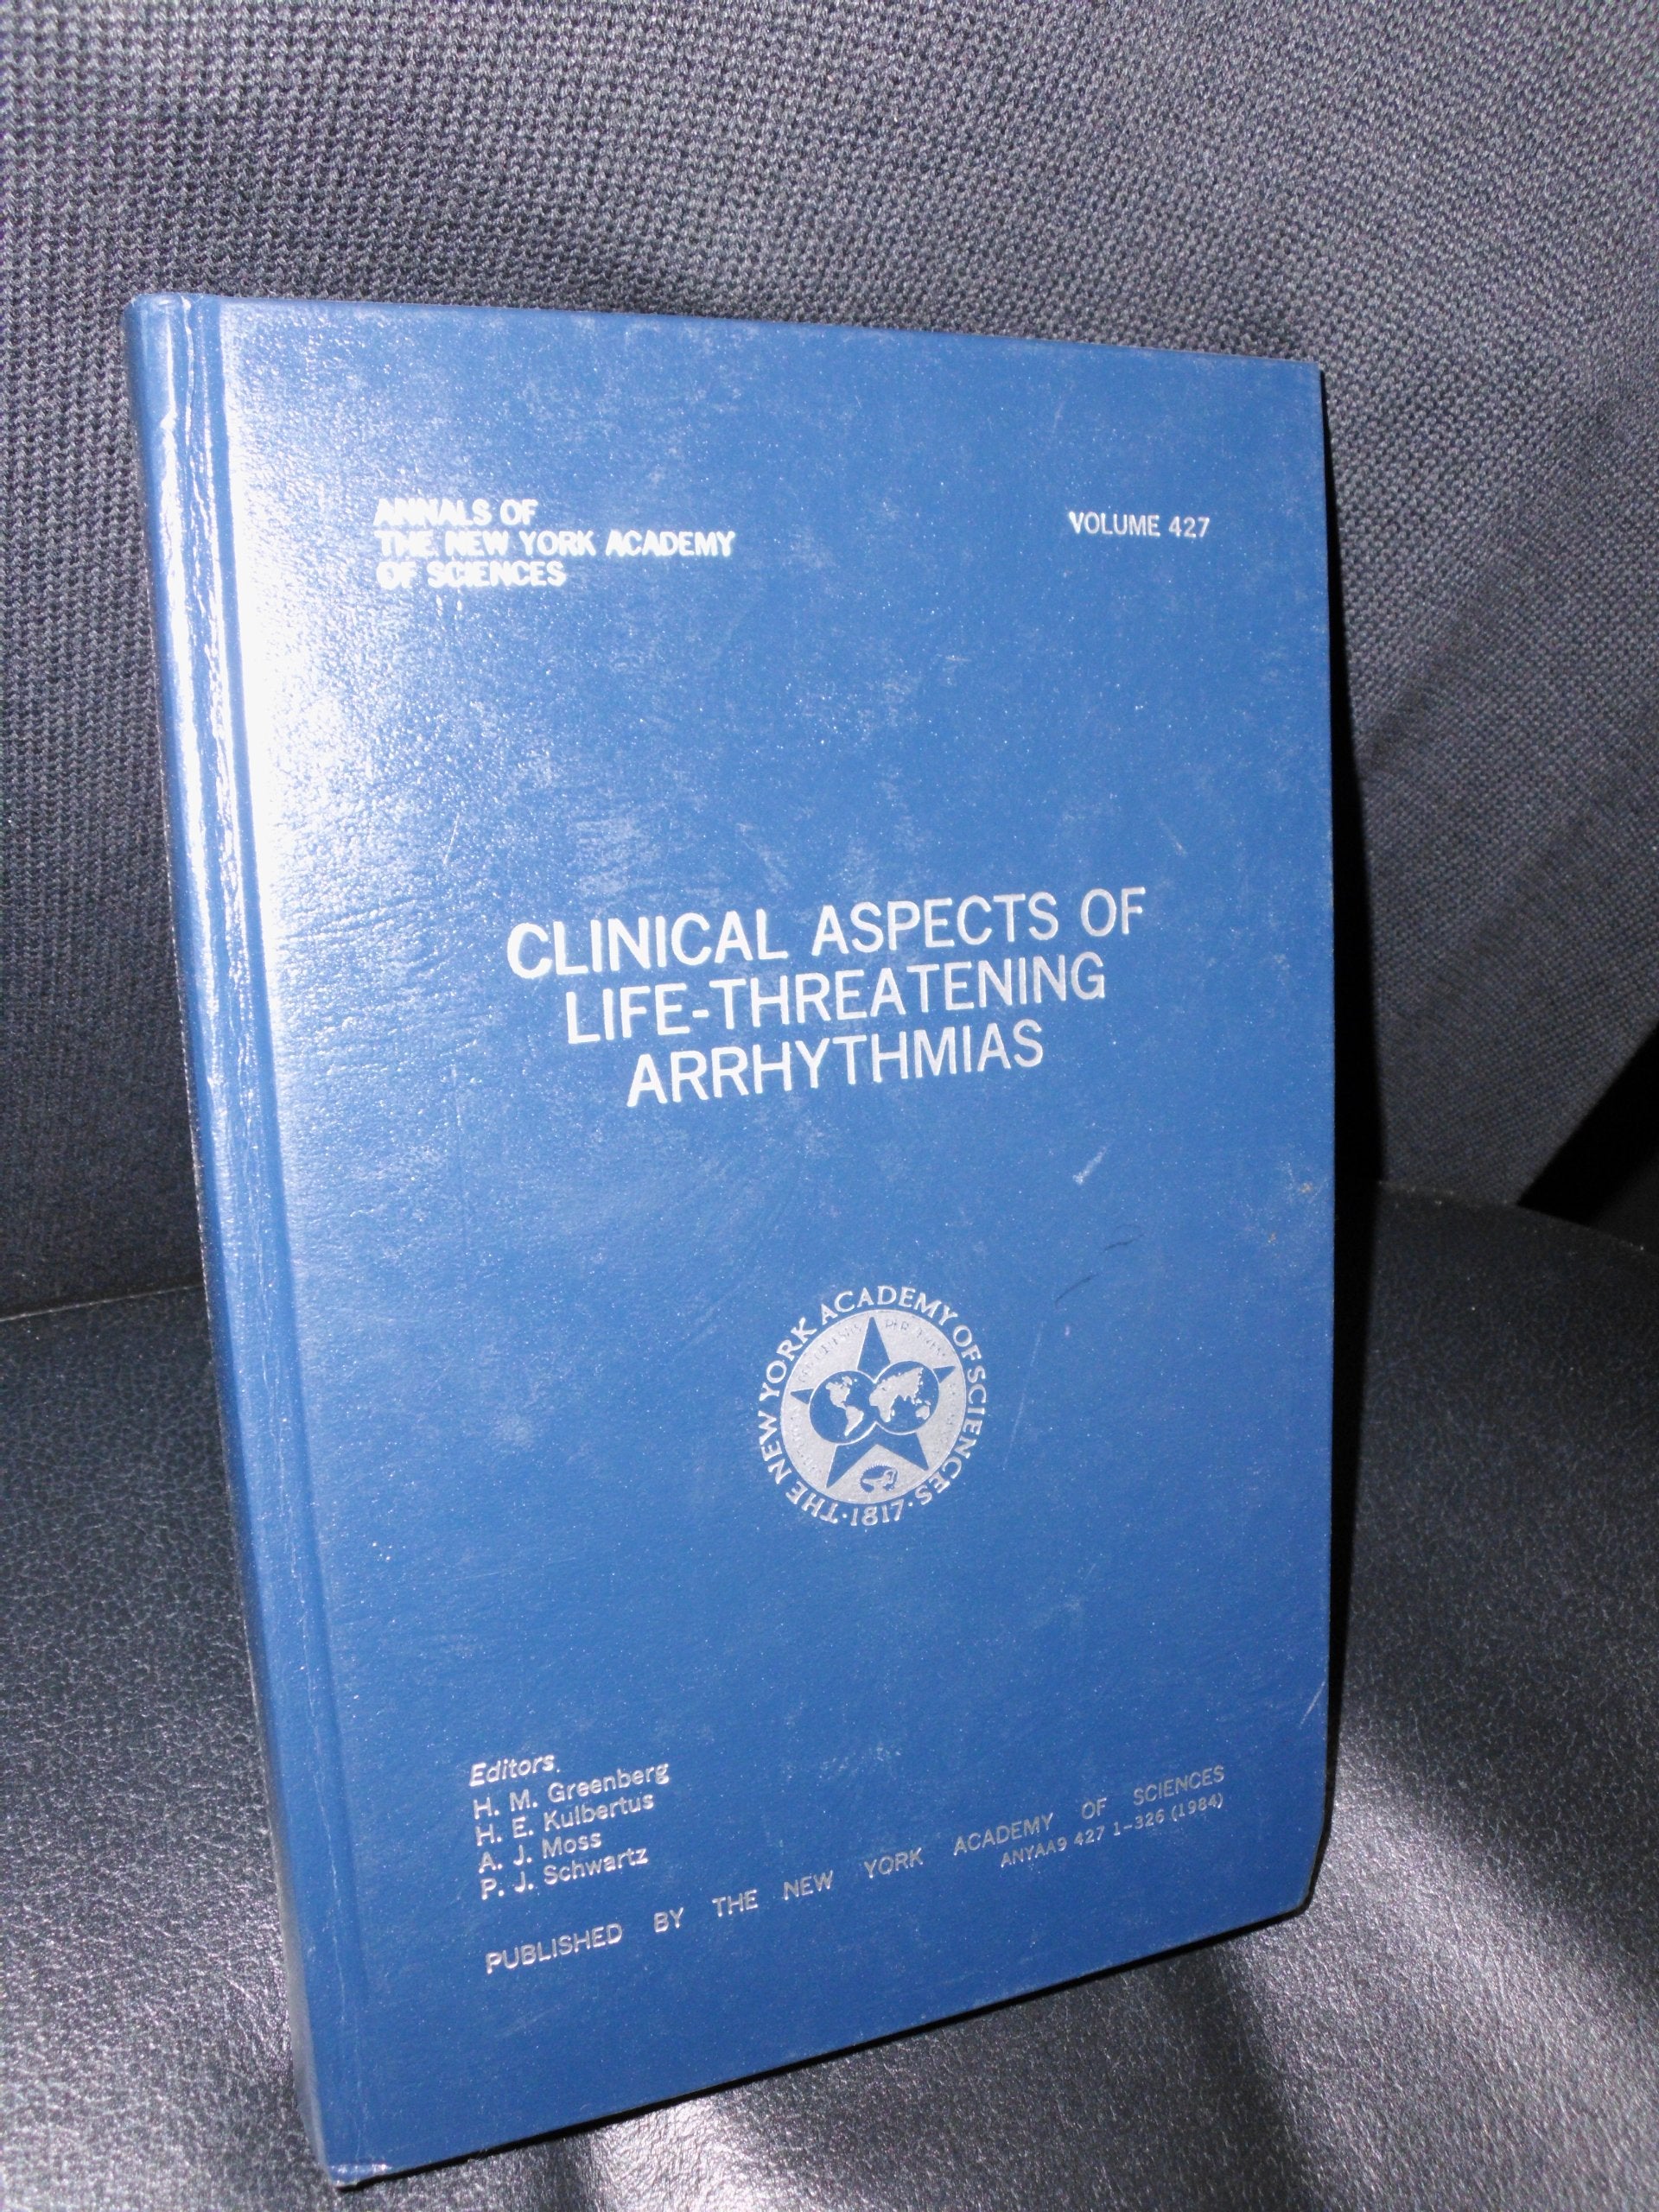 ANNALS OF
THE NEW YORK ACADEMY
OF SCIENCES
VOLUME 427
CLINICAL ASPECTS OF
LIFE-THREATENING
ARRHYTHMIAS
THE NEW YORK ACADEMY OF SCIENCES
·1817·
Editors
H. M. Greenberg
H. E. Kulbertus
A. J. Moss
P. J. Schwartz
PUBLISHED BY THE NEW YORK ACADEMY OF SCIENCES
ANYAA9 427 1-326 (1984)